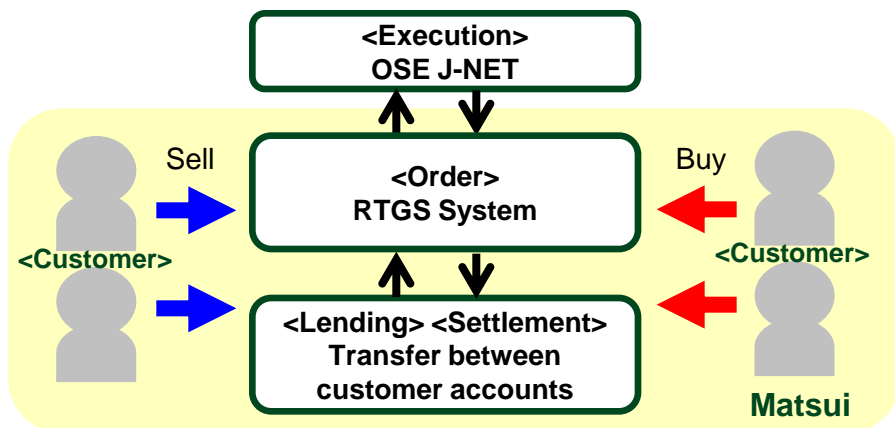 <Execution>
OSE J-NET
Sell
Buy
<Order>
RTGS System
<Customer>
<Customer>
<Lending> <Settlement>
Transfer between
customer accounts
Matsui